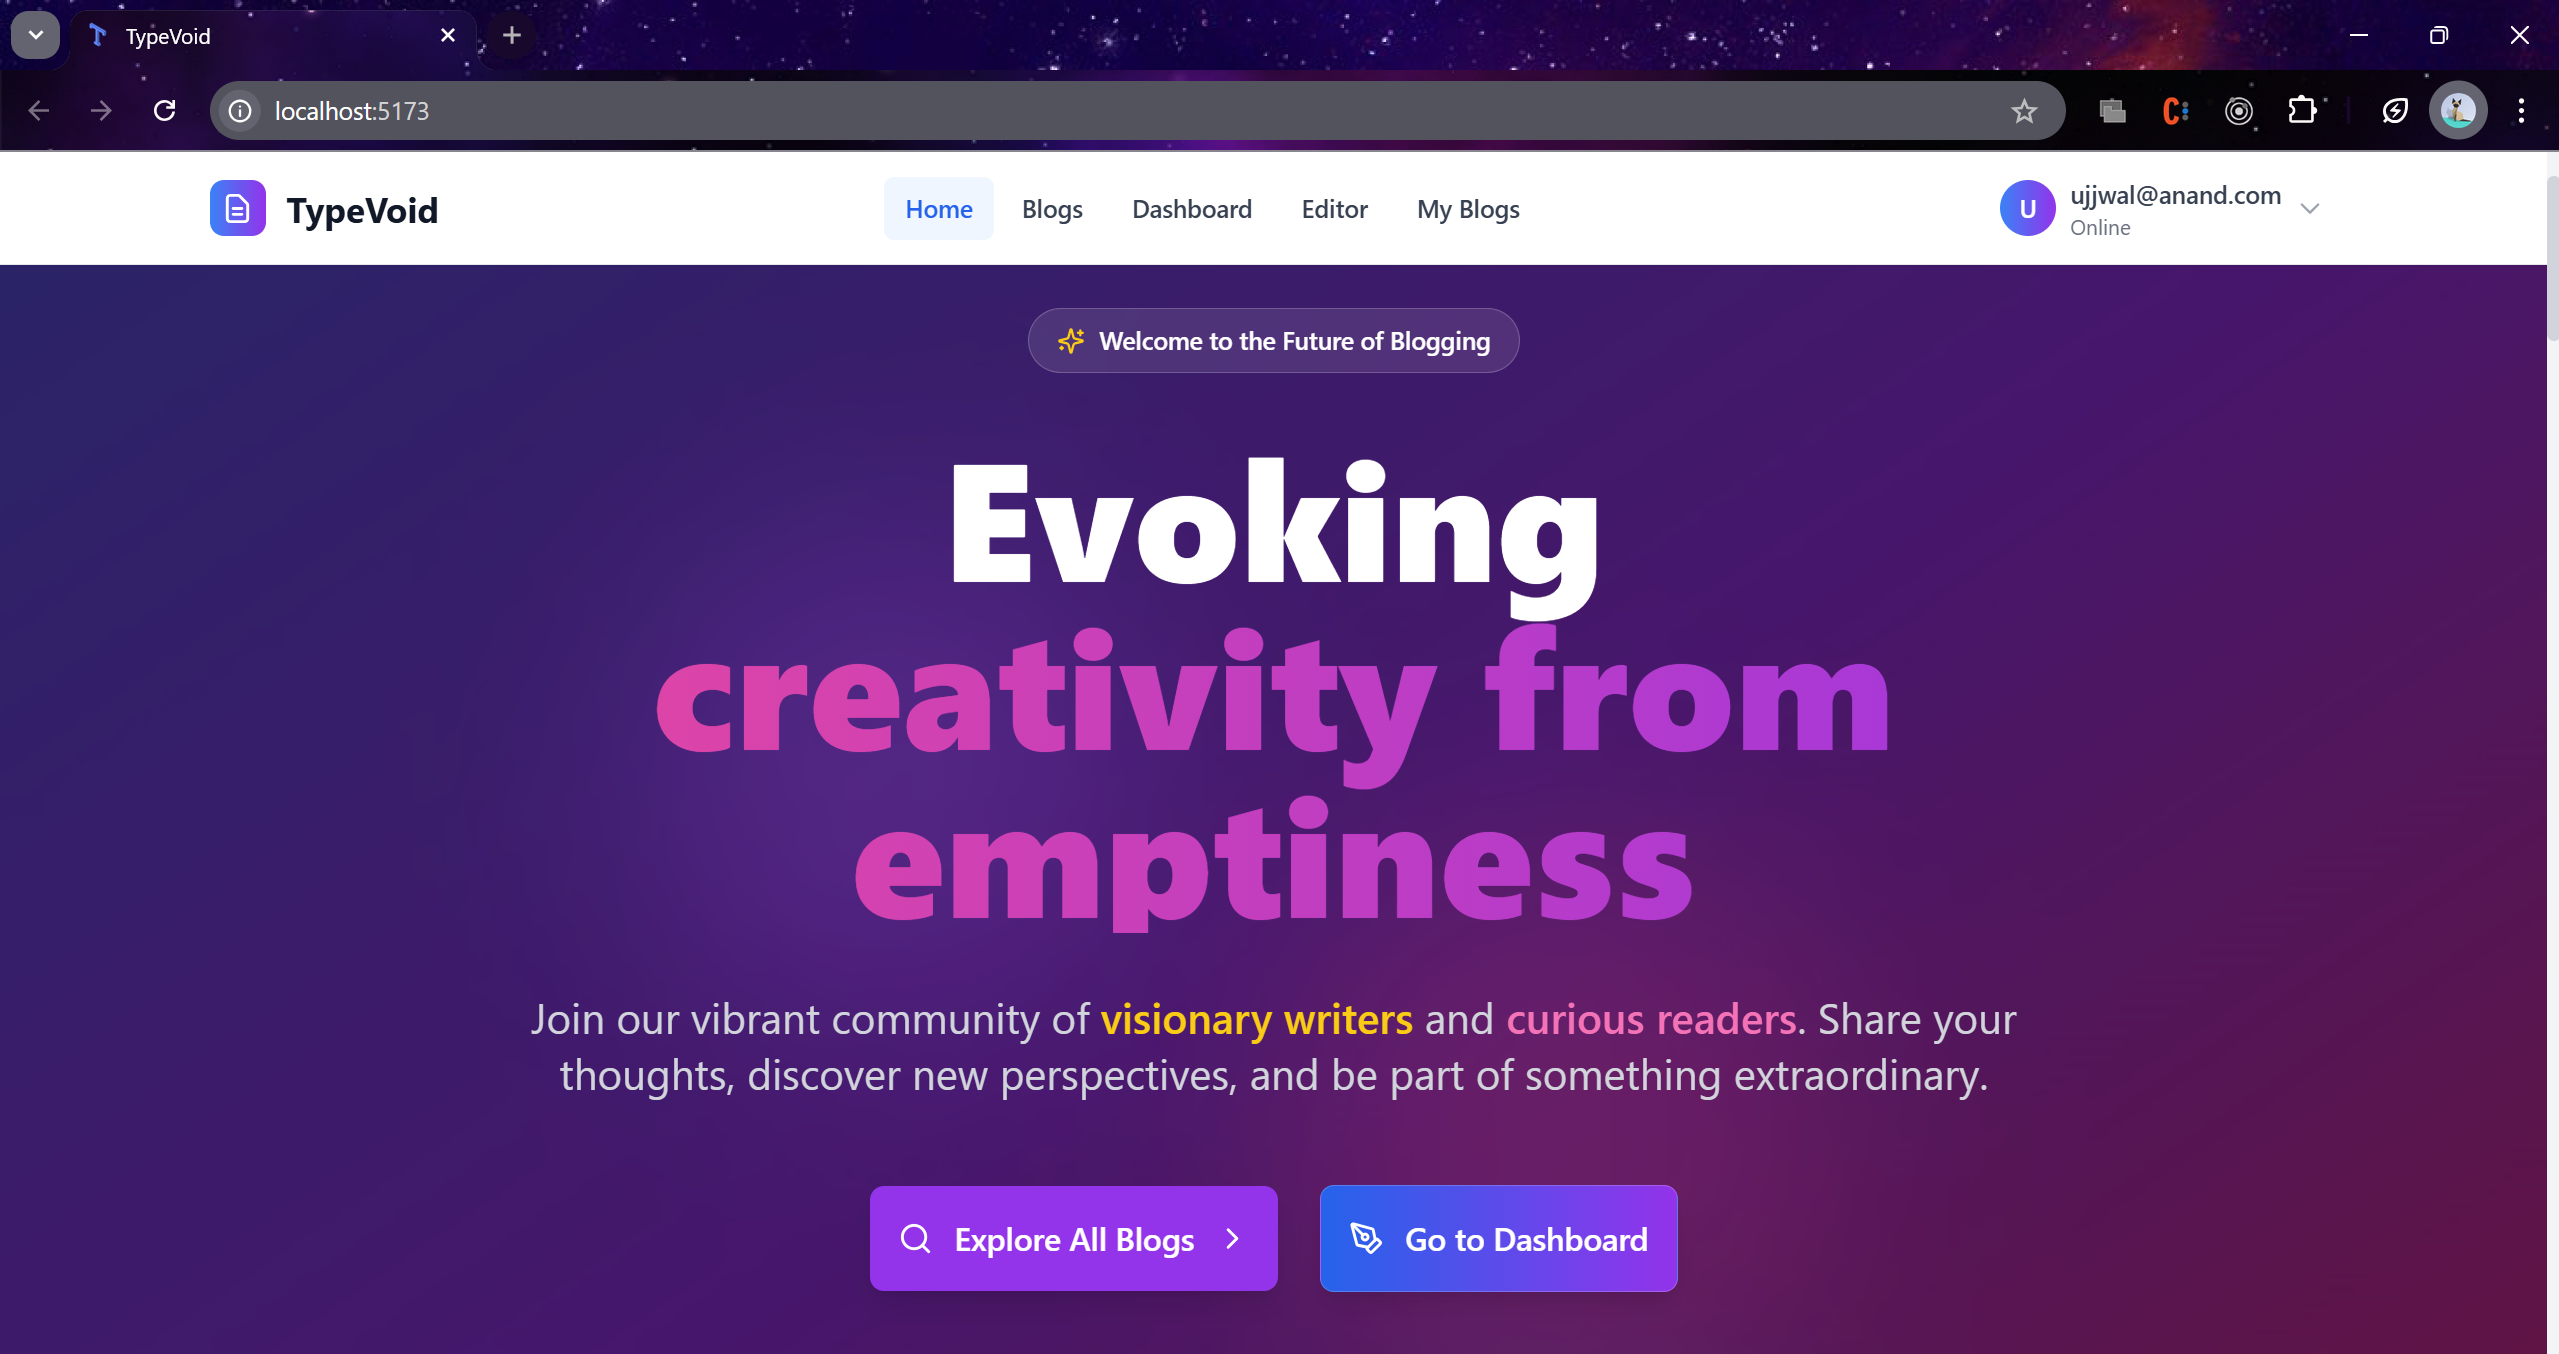 TypeVoid
localhost:5173
TypeVoid
Home Blogs Dashboard Editor My Blogs
U
ujjwal@anand.com
Online
Welcome to the Future of Blogging
Evoking
creativity from
emptiness
Join our vibrant community of visionary writers and curious readers. Share your
thoughts, discover new perspectives, and be part of something extraordinary.
Explore All Blogs
Go to Dashboard